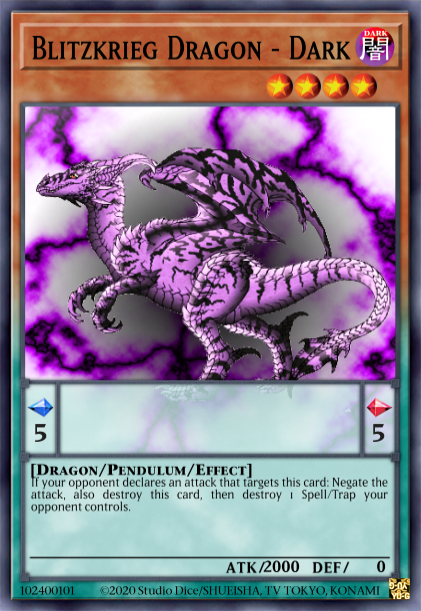 Blitzkrieg Dragon - Dark
DARK
闇
5
5
[Dragon/Pendulum/Effect]
If your opponent declares an attack that targets this card: Negate the
attack, also destroy this card, then destroy 1 Spell/Trap your
opponent controls.
ATK/2000 DEF/ 0
102400101 ©2020 Studio Dice/SHUEISHA, TV TOKYO, KONAMI